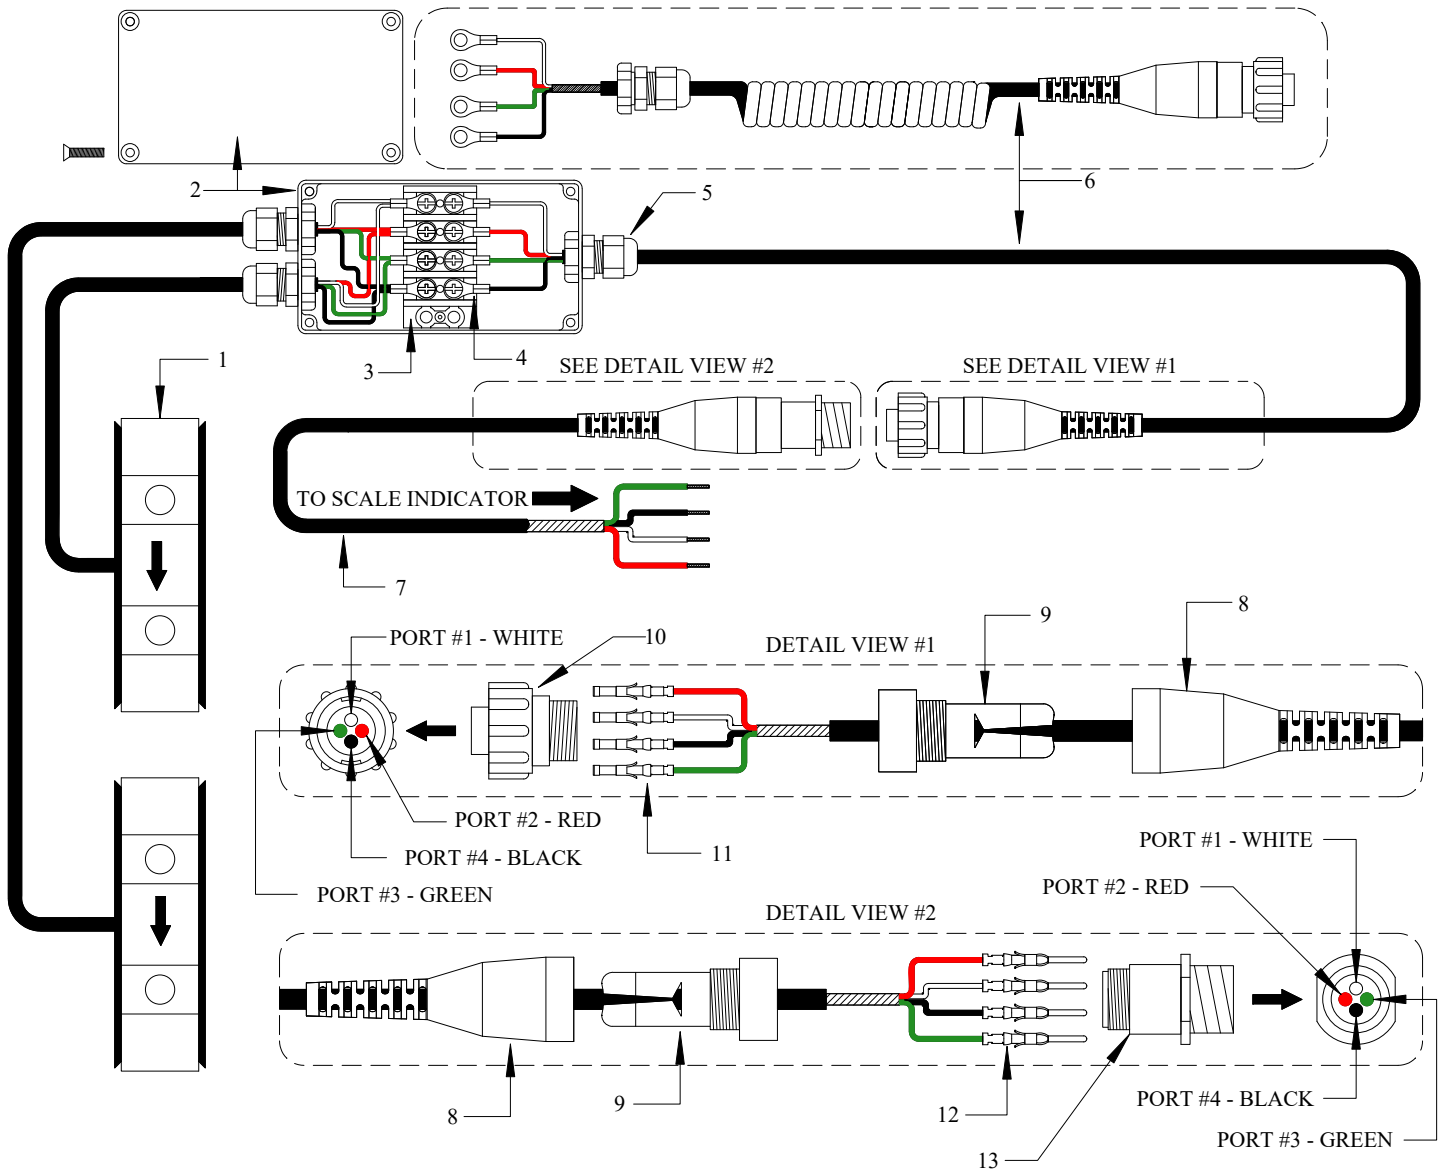 2
5
6
3
4
1
SEE DETAIL VIEW #2
SEE DETAIL VIEW #1
TO SCALE INDICATOR
7
9
8
PORT #1 - WHITE
10
DETAIL VIEW #1
PORT #2 - RED
PORT #4 - BLACK
11
PORT #3 - GREEN
PORT #1 - WHITE
PORT #2 - RED
DETAIL VIEW #2
8
9
12
PORT #4 - BLACK
13
PORT #3 - GREEN